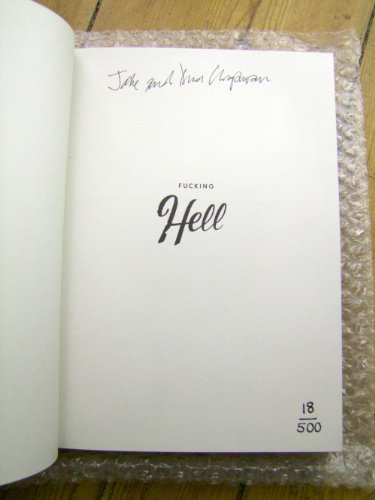 Jake and Dinos Chapman
FUCKING
Hell
18
500